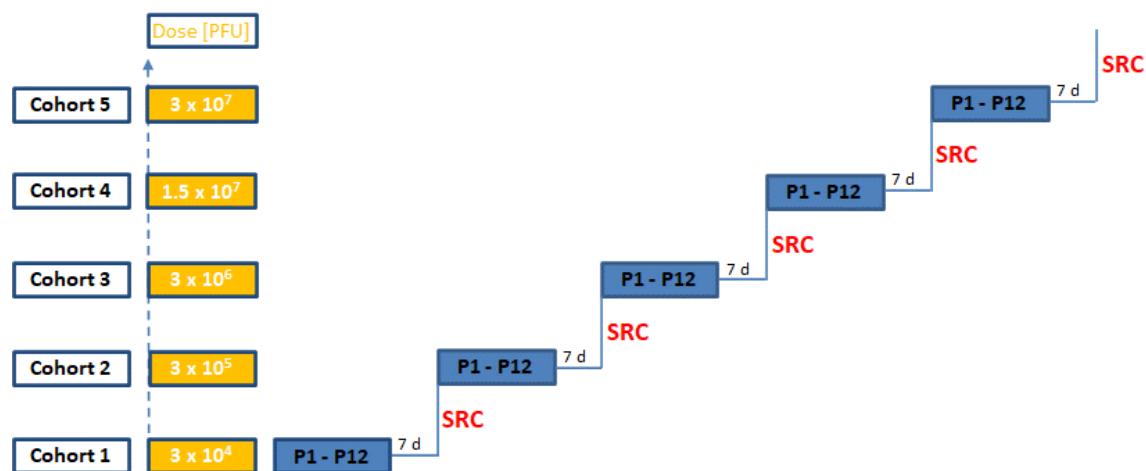 Dose [PFU]
SRC
Cohort 5 3 x 10⁷ P1 - P12 7 d
SRC
Cohort 4 1.5 x 10⁷ P1 - P12 7 d
SRC
Cohort 3 3 x 10⁶ P1 - P12 7 d
SRC
Cohort 2 3 x 10⁵ P1 - P12 7 d
SRC
Cohort 1 3 x 10⁴ P1 - P12 7 d